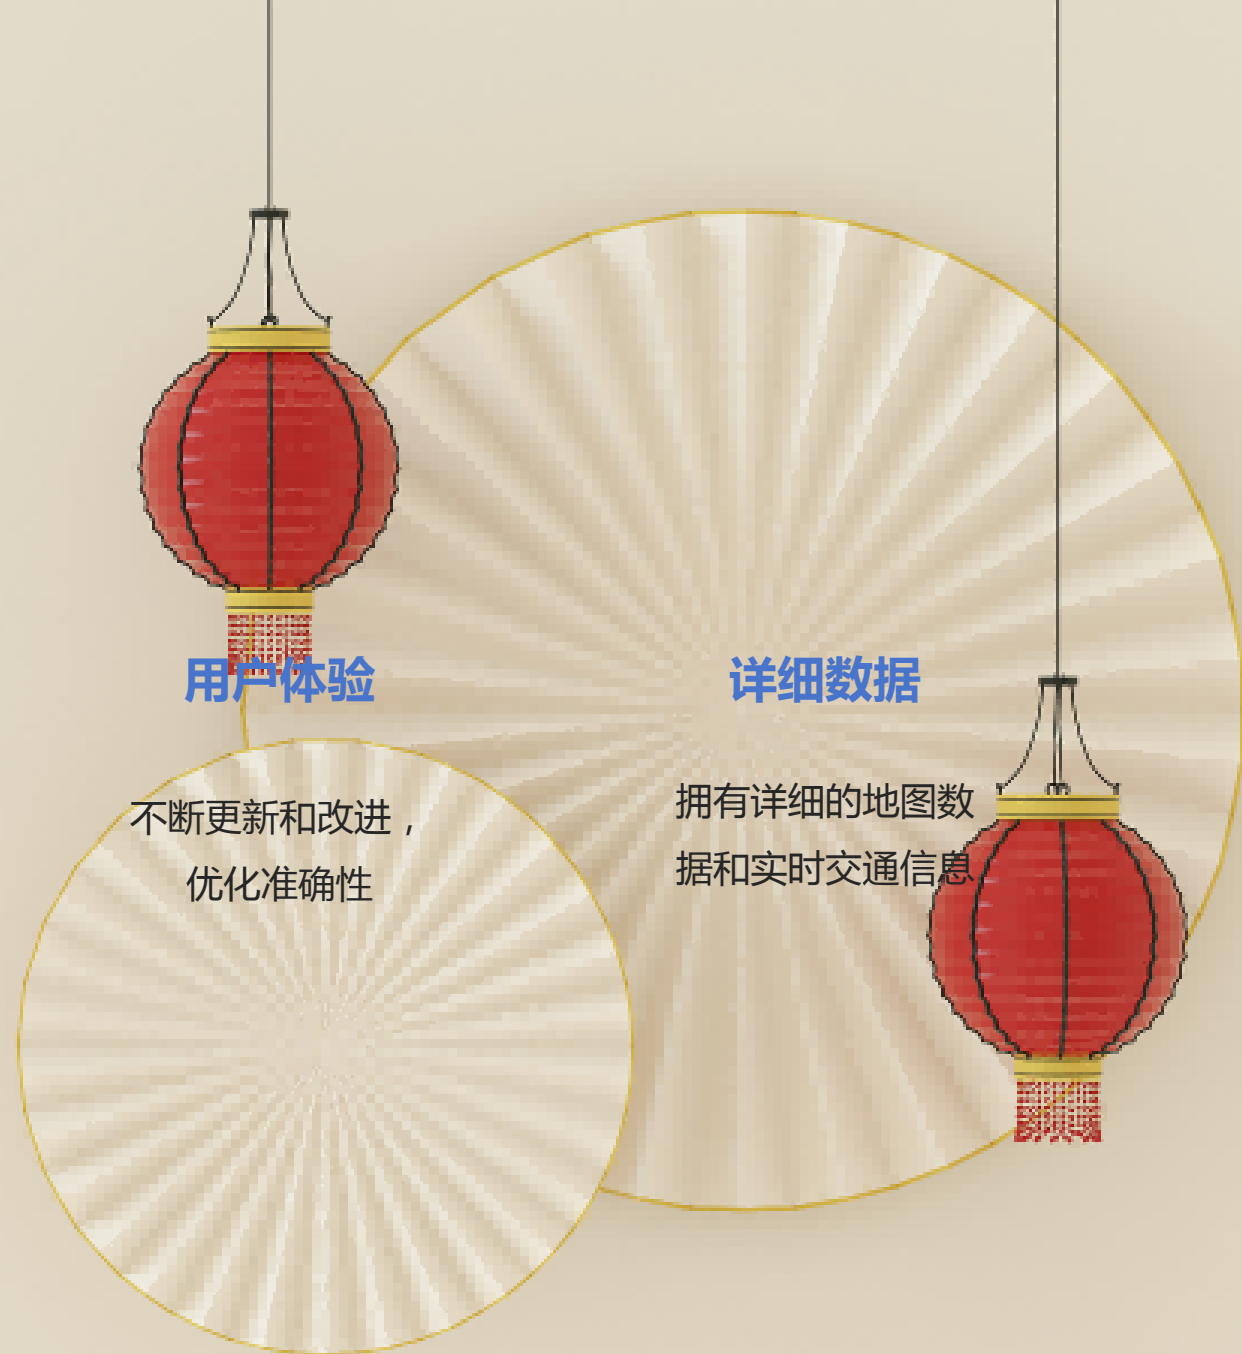 用户体验
不断更新和改进，
优化准确性
详细数据
拥有详细的地图数
据和实时交通信息